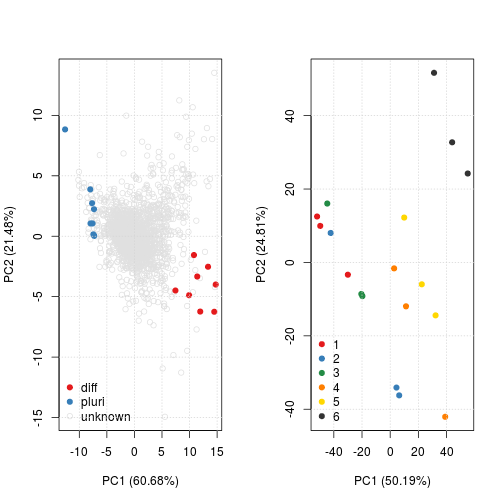 PC2 (21.48%)
10
5
0
-5
-10
-15
diff
pluri
unknown
-10 -5 0 5 10 15
PC1 (60.68%)
PC2 (24.81%)
40
20
0
-20
-40
1
2
3
4
5
6
-40 -20 0 20 40
PC1 (50.19%)